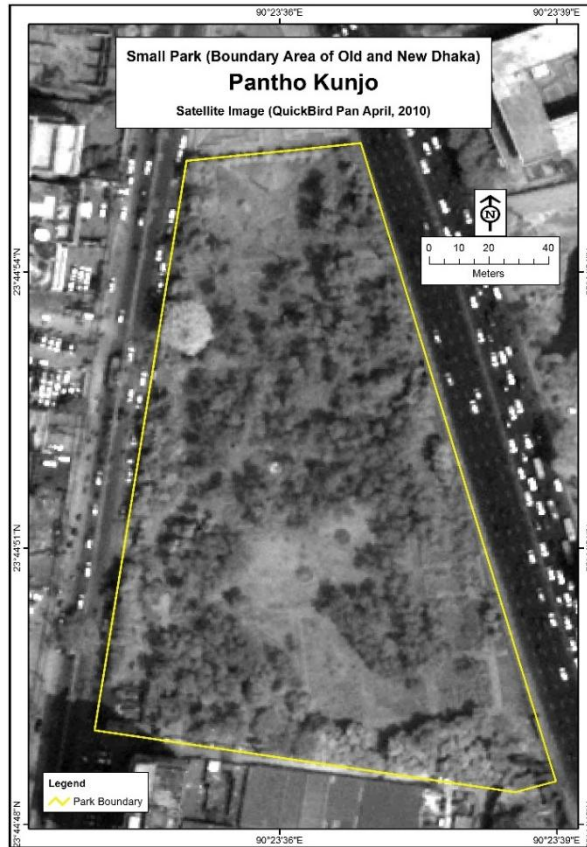 90°23'36"E 90°23'39"E
Small Park (Boundary Area of Old and New Dhaka)
Pantho Kunjo
Satellite Image (QuickBird Pan April, 2010)
N
0 10 20 40
Meters
23°44'54"N
23°44'51"N
23°44'48"N
Legend
Park Boundary
90°23'36"E 90°23'39"E